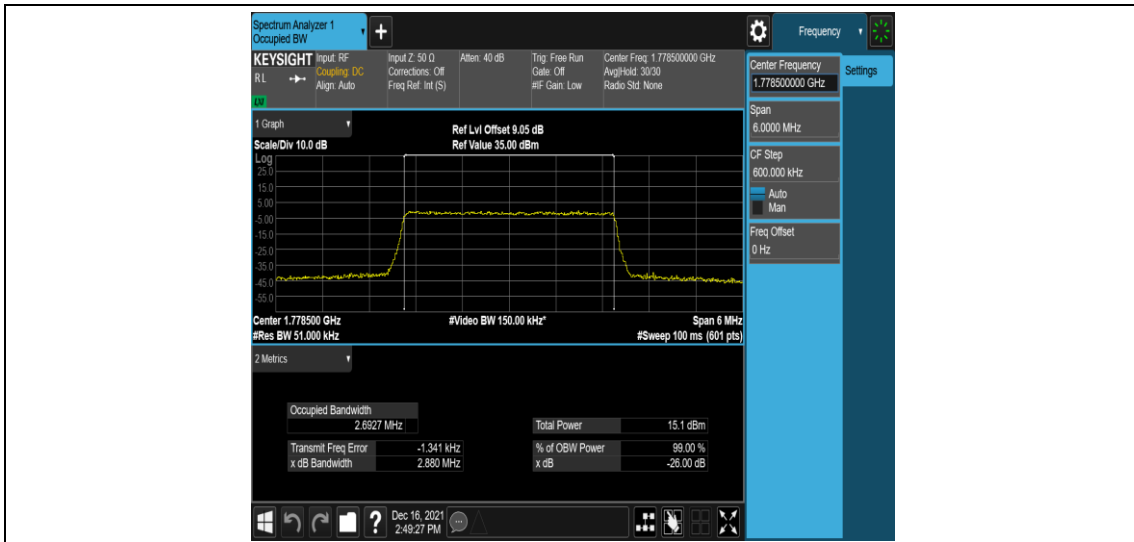 Spectrum Analyzer 1
Occupied BW
+
Frequency
KEYSIGHT
RL
LXI
Input: RF
Coupling: DC
Align: Auto
Input Z: 50 Ω
Corrections: Off
Freq Ref: Int (S)
Atten: 40 dB
Trig: Free Run
Gate: Off
#IF Gain: Low
Center Freq: 1.778500000 GHz
Avg|Hold: 30/30
Radio Std: None
Center Frequency
1.778500000 GHz
Settings
Span
6.0000 MHz
CF Step
600.000 kHz
Auto
Man
Freq Offset
0 Hz
1 Graph
Ref Lvl Offset 9.05 dB
Scale/Div 10.0 dB
Ref Value 35.00 dBm
Log
25.0
15.0
5.00
-5.00
-15.0
-25.0
-35.0
-45.0
-55.0
Center 1.778500 GHz
#Video BW 150.00 kHz*
Span 6 MHz
#Res BW 51.000 kHz
#Sweep 100 ms (601 pts)
2 Metrics
Occupied Bandwidth
2.6927 MHz
Total Power 15.1 dBm
Transmit Freq Error -1.341 kHz
% of OBW Power 99.00 %
x dB Bandwidth 2.880 MHz
x dB -26.00 dB
?
Dec 16, 2021
2:49:27 PM